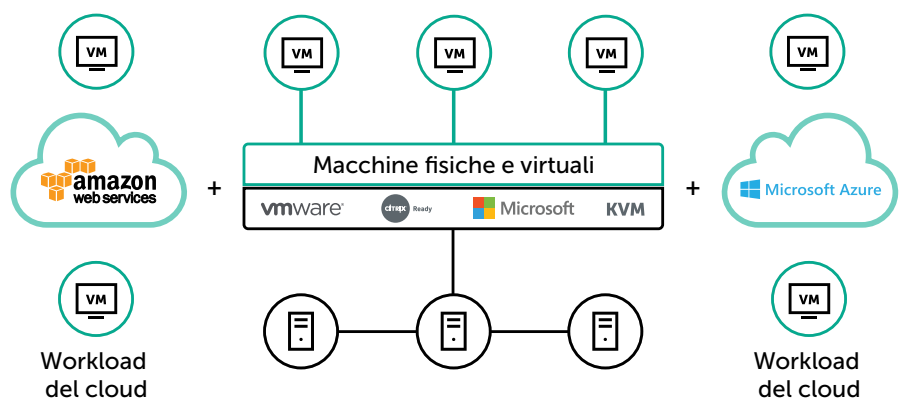 VM
VM
VM
VM
VM
amazon
web services
+
Macchine fisiche e virtuali
vmware®
citrix Ready
Microsoft
KVM
+
Microsoft Azure
VM
Workload
del cloud
VM
Workload
del cloud